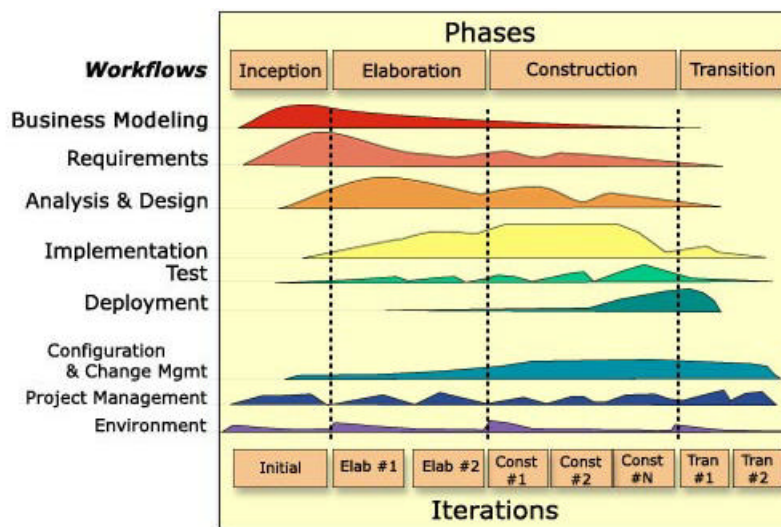 Phases
Workflows
Inception
Elaboration
Construction
Transition
Business Modeling
Requirements
Analysis & Design
Implementation
Test
Deployment
Configuration
& Change Mgmt
Project Management
Environment
Initial
Elab #1
Elab #2
Const
#1
Const
#2
Const
#N
Tran
#1
Tran
#2
Iterations